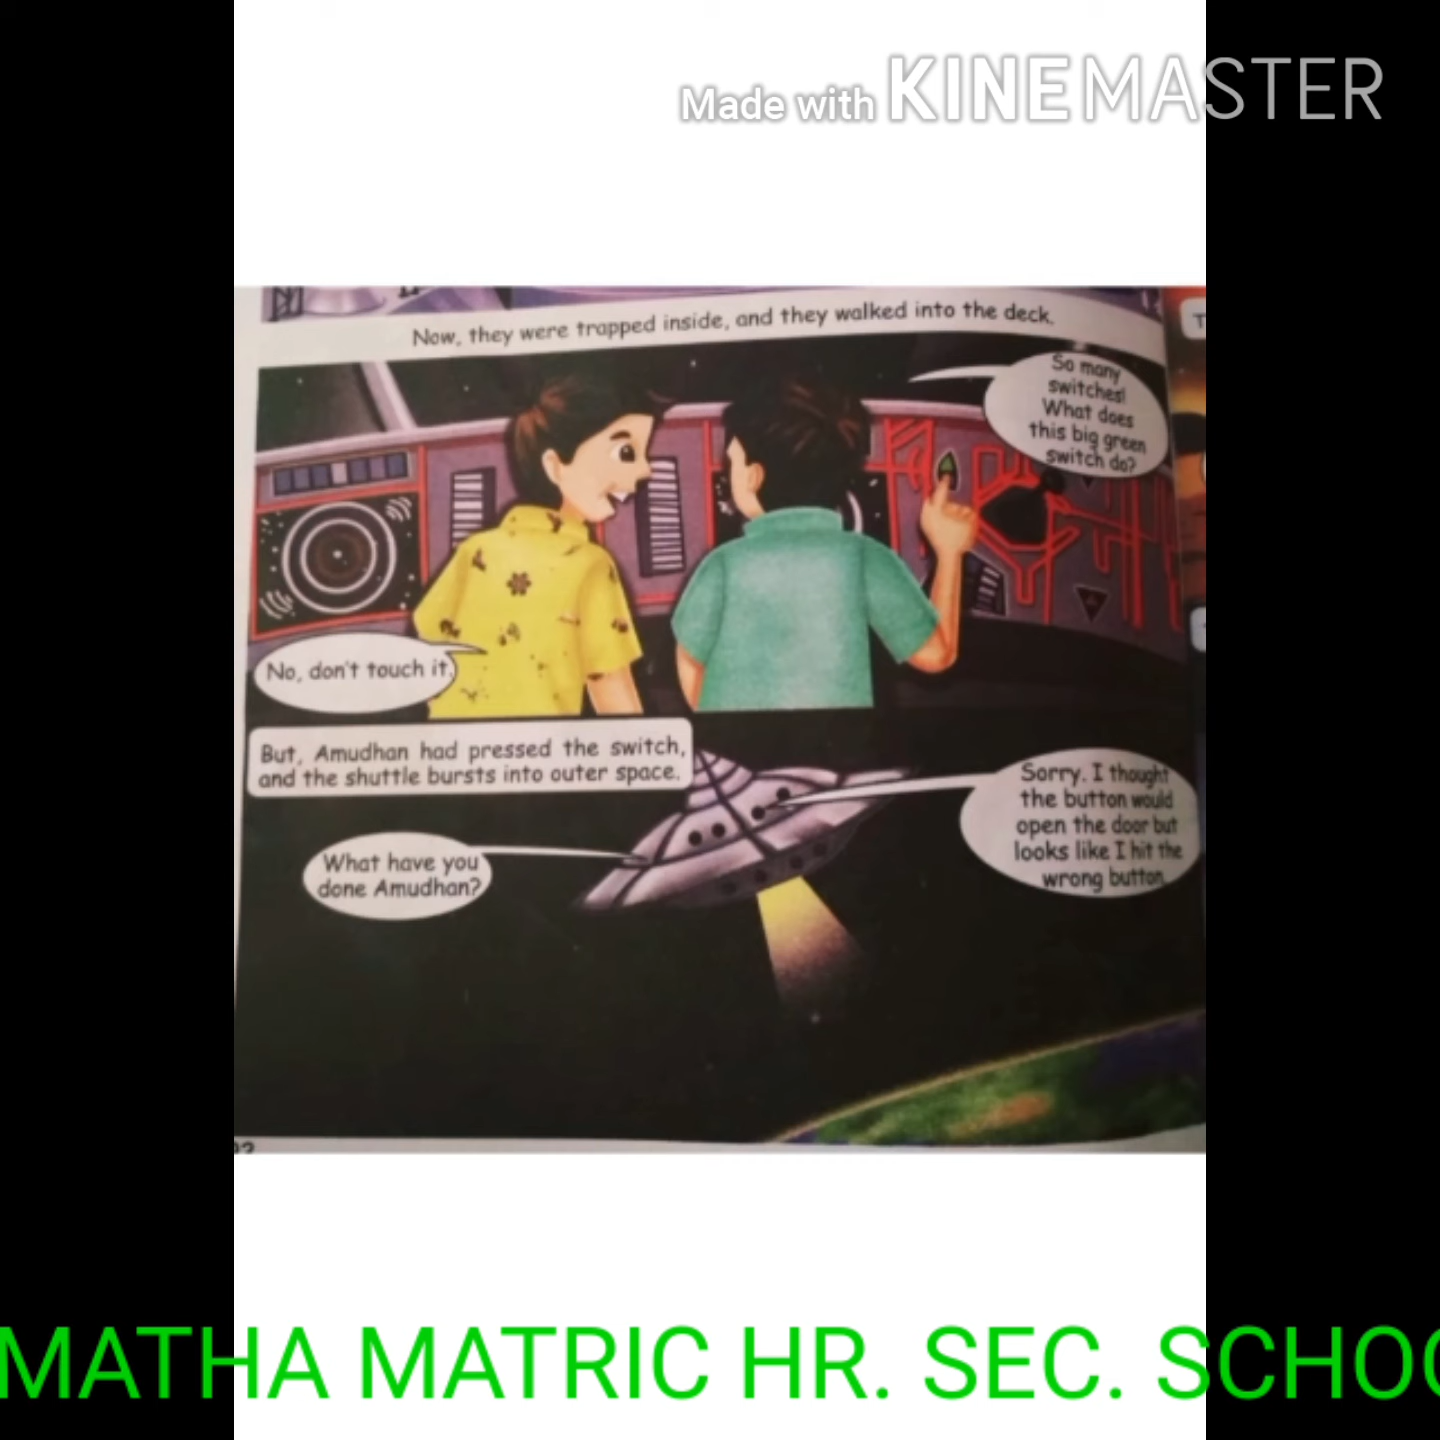 Made with KINEMASTER
Now, they were trapped inside, and they walked into the deck.
So many
switches!
What does
this big green
switch do?
No, don't touch it.
But, Amudhan had pressed the switch,
and the shuttle bursts into outer space.
Sorry. I thought
the button would
open the door but
looks like I hit the
wrong button.
What have you
done Amudhan?
MATHA MATRIC HR. SEC. SCHOO